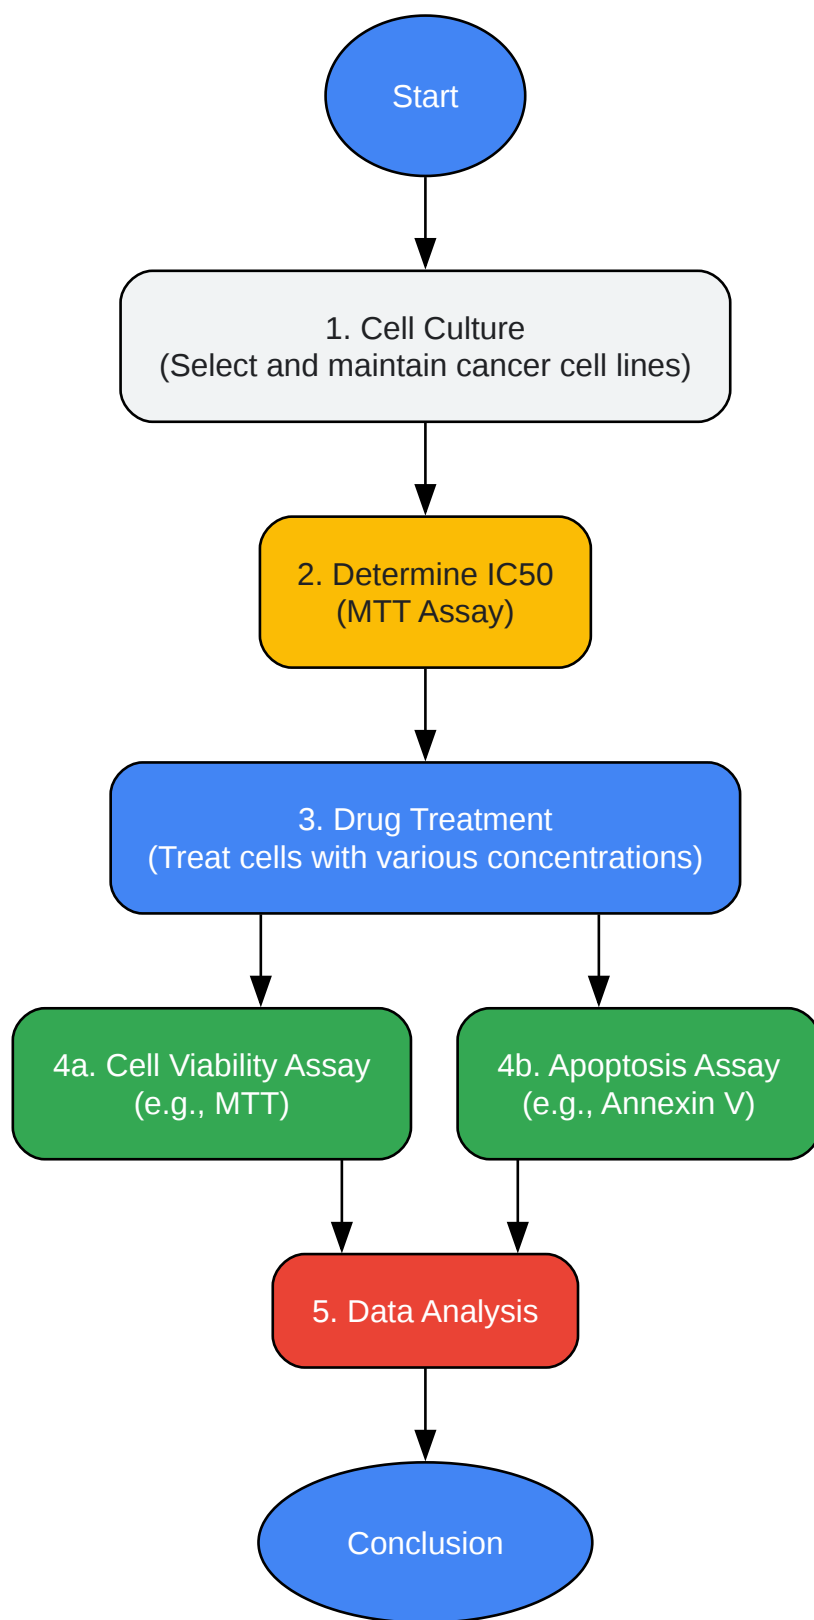 Start
1. Cell Culture
(Select and maintain cancer cell lines)
2. Determine IC50
(MTT Assay)
3. Drug Treatment
(Treat cells with various concentrations)
4a. Cell Viability Assay
(e.g., MTT)
4b. Apoptosis Assay
(e.g., Annexin V)
5. Data Analysis
Conclusion